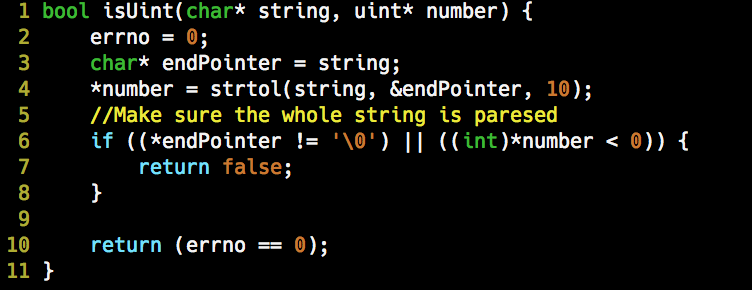 1 bool isUint(char* string, uint* number) {
2     errno = 0;
3     char* endPointer = string;
4     *number = strtol(string, &endPointer, 10);
5     //Make sure the whole string is paresed
6     if ((*endPointer != '\0') || ((int)*number < 0)) {
7         return false;
8     }
9
10     return (errno == 0);
11 }